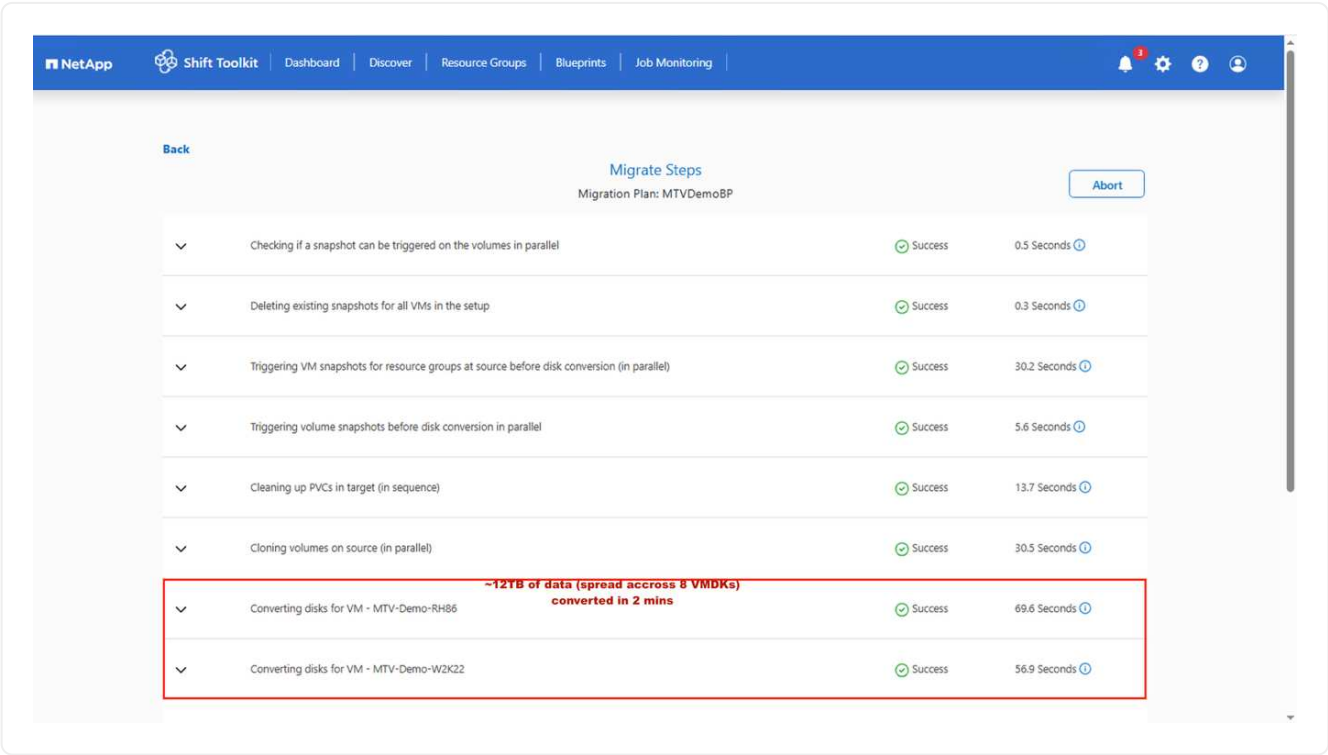 NetApp Shift Toolkit Dashboard Discover Resource Groups Blueprints Job Monitoring 3
Back
Migrate Steps
Migration Plan: MTVDemoBP
Abort
Checking if a snapshot can be triggered on the volumes in parallel Success 0.5 Seconds
Deleting existing snapshots for all VMs in the setup Success 0.3 Seconds
Triggering VM snapshots for resource groups at source before disk conversion (in parallel) Success 30.2 Seconds
Triggering volume snapshots before disk conversion in parallel Success 5.6 Seconds
Cleaning up PVCs in target (in sequence) Success 13.7 Seconds
Cloning volumes on source (in parallel) Success 30.5 Seconds
~12TB of data (spread accross 8 VMDKs)
converted in 2 mins
Converting disks for VM - MTV-Demo-RH86 Success 69.6 Seconds
Converting disks for VM - MTV-Demo-W2K22 Success 56.9 Seconds